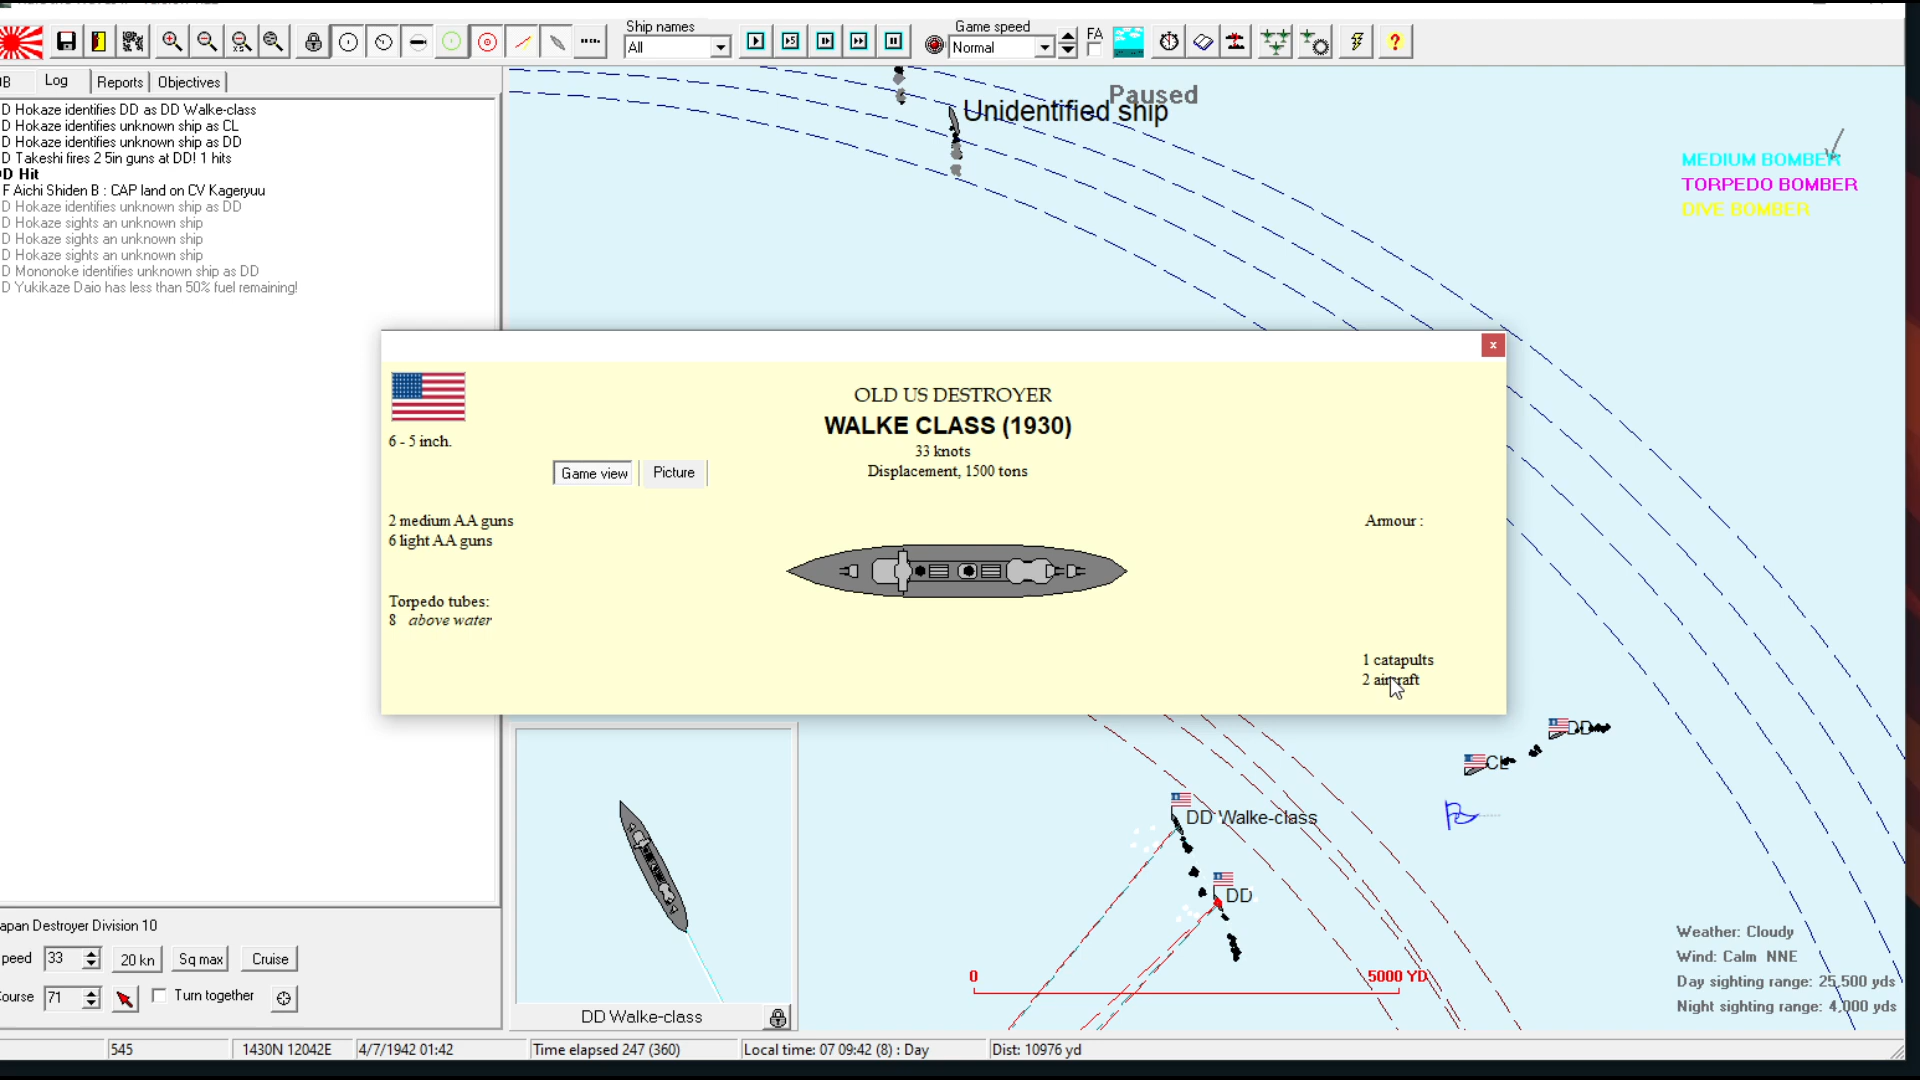 Ship names
All
Game speed
Normal
FA
Log
Reports
Objectives
D Hokaze identifies DD as DD Walke-class
D Hokaze identifies unknown ship as CL
D Hokaze identifies unknown ship as DD
D Takeshi fires 2 5in guns at DD! 1 hits
DD Hit
F Aichi Shiden B : CAP land on CV Kageryuu
D Hokaze identifies unknown ship as DD
D Hokaze sights an unknown ship
D Hokaze sights an unknown ship
D Hokaze sights an unknown ship
D Mononoke identifies unknown ship as DD
D Yukikaze Daio has less than 50% fuel remaining!
Paused
Unidentified ship
MEDIUM BOMBER
TORPEDO BOMBER
DIVE BOMBER
x
OLD US DESTROYER
WALKE CLASS (1930)
33 knots
Displacement, 1500 tons
6 - 5 inch.
Game view
Picture
2 medium AA guns
6 light AA guns
Armour :
Torpedo tubes:
8 above water
1 catapults
2 aircraft
DD
CL
DD Walke-class
DD
0
5000 YD
Weather: Cloudy
Wind: Calm NNE
Day sighting range: 25,500 yds
Night sighting range: 4,000 yds
apan Destroyer Division 10
peed
33
20 kn
Sq max
Cruise
ourse
71
Turn together
DD Walke-class
545
1430N 12042E
4/7/1942 01:42
Time elapsed 247 (360)
Local time: 07 09:42 (8) : Day
Dist: 10976 yd